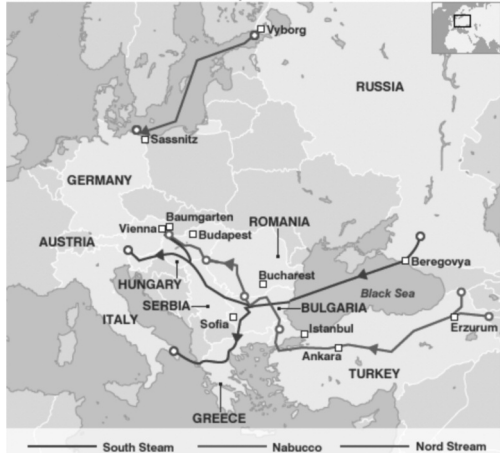 Vyborg
RUSSIA
Sassnitz
GERMANY
Baumgarten
Vienna
Budapest
ROMANIA
AUSTRIA
Beregovya
HUNGARY
Bucharest
Black Sea
SERBIA
BULGARIA
ITALY
Sofia
Istanbul
Erzurum
Ankara
TURKEY
GREECE
South Steam
Nabucco
Nord Stream